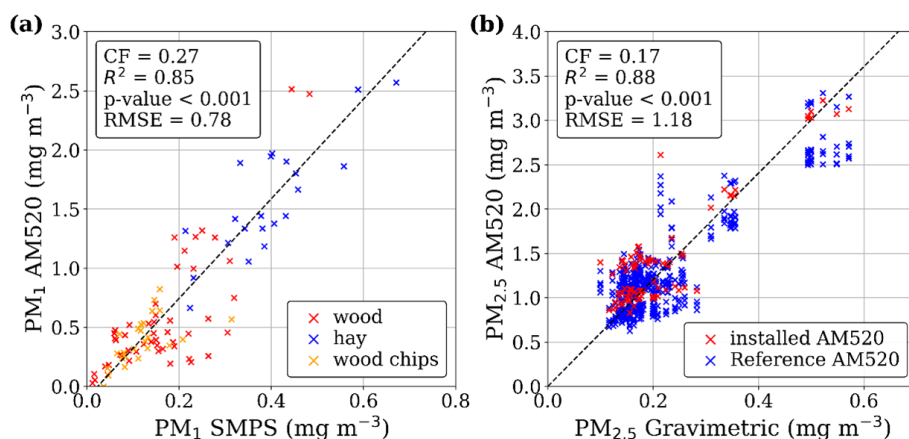 (a)
PM₁ AM520 (mg m⁻³)
3.0
2.5
2.0
1.5
1.0
0.5
0.0
CF = 0.27
R² = 0.85
p-value < 0.001
RMSE = 0.78
wood
hay
wood chips
0.0 0.2 0.4 0.6 0.8
PM₁ SMPS (mg m⁻³)
(b)
PM₂.₅ AM520 (mg m⁻³)
4.0
3.5
3.0
2.5
2.0
1.5
1.0
0.5
0.0
CF = 0.17
R² = 0.88
p-value < 0.001
RMSE = 1.18
installed AM520
Reference AM520
0.0 0.2 0.4 0.6
PM₂.₅ Gravimetric (mg m⁻³)